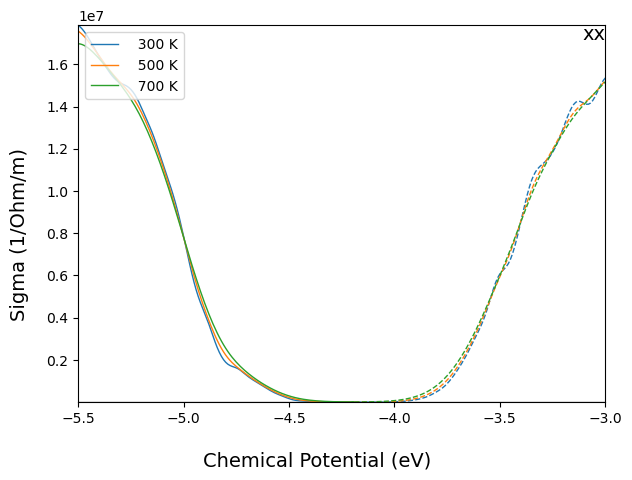 1e7
xx
300 K
500 K
700 K
1.6
1.4
1.2
1.0
0.8
0.6
0.4
0.2
Sigma (1/Ohm/m)
−5.5 −5.0 −4.5 −4.0 −3.5 −3.0
Chemical Potential (eV)